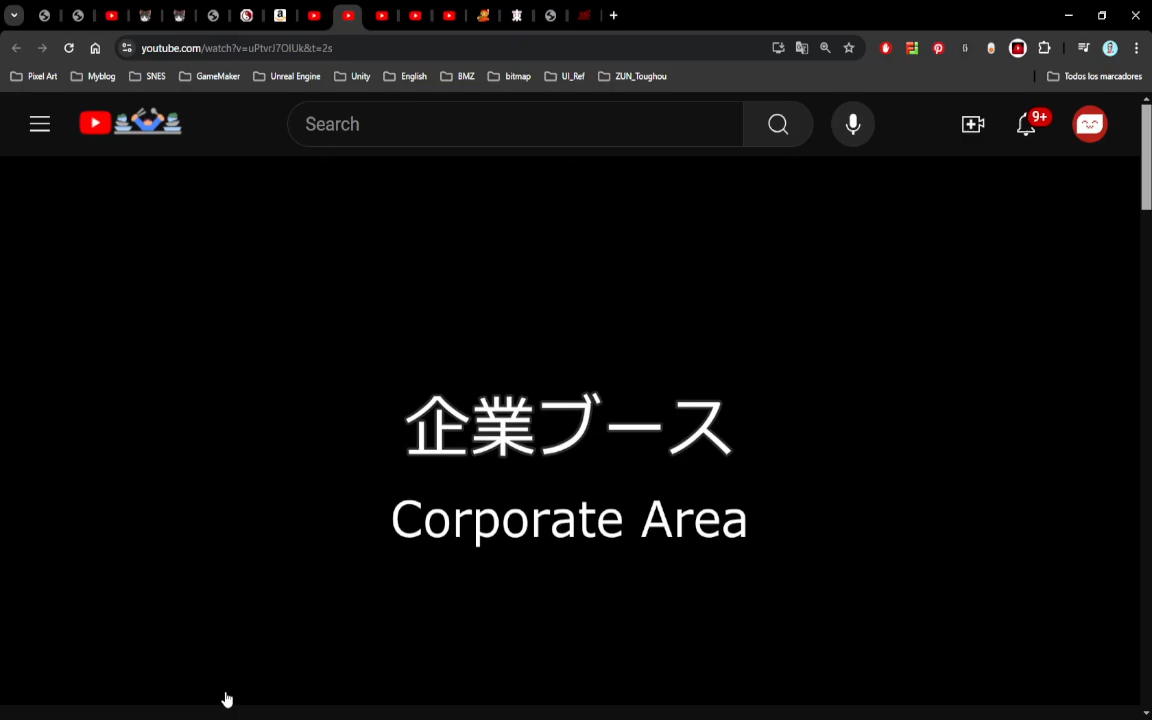 youtube.com/watch?v=uPtvrJ7OIUk&t=2s
Pixel Art
Myblog
SNES
GameMaker
Unreal Engine
Unity
English
BMZ
bitmap
UI_Ref
ZUN_Toughou
Todos los marcadores
Search
9+
企業ブース
Corporate Area